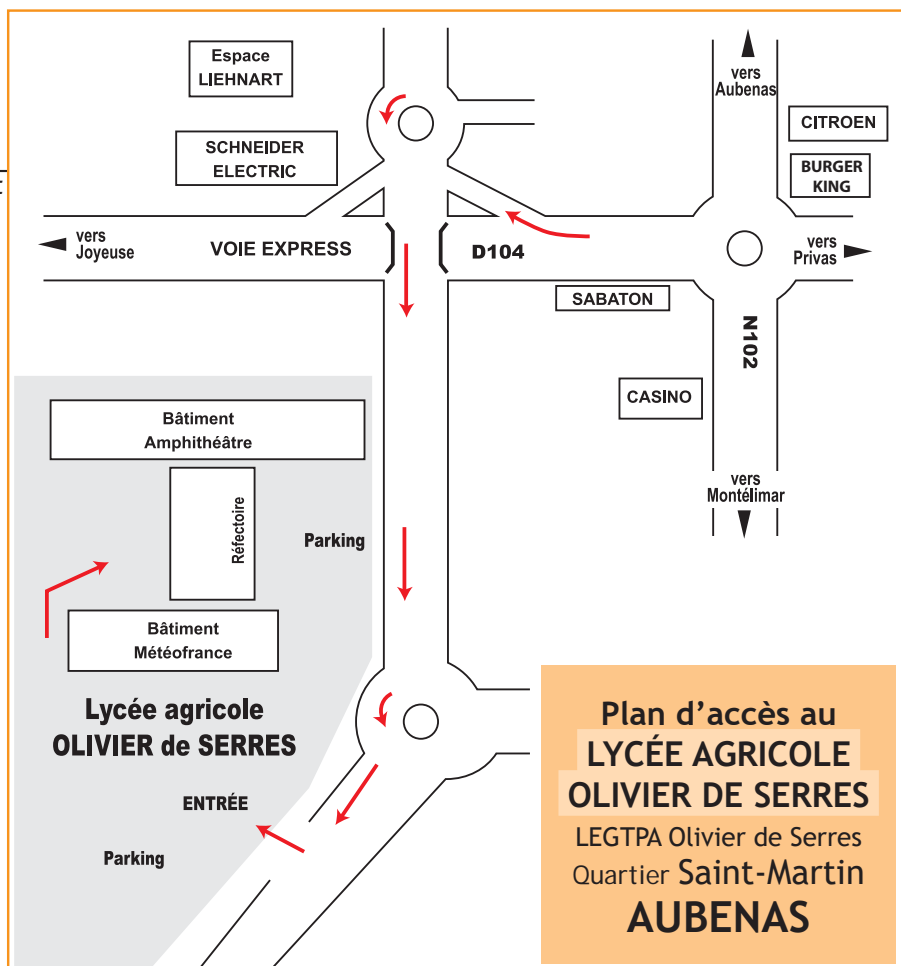 Espace
LIEHNART
SCHNEIDER
ELECTRIC
vers
Aubenas
CITROEN
BURGER
KING
E
vers
Joyeuse
VOIE EXPRESS
D104
vers
Privas
SABATON
N102
CASINO
vers
Montélimar
Bâtiment
Amphithéâtre
Réfectoire
Parking
Bâtiment
Météofrance
Lycée agricole
OLIVIER de SERRES
ENTRÉE
Parking
Plan d’accès au
LYCÉE AGRICOLE
OLIVIER DE SERRES
LEGTPA Olivier de Serres
Quartier Saint-Martin
AUBENAS